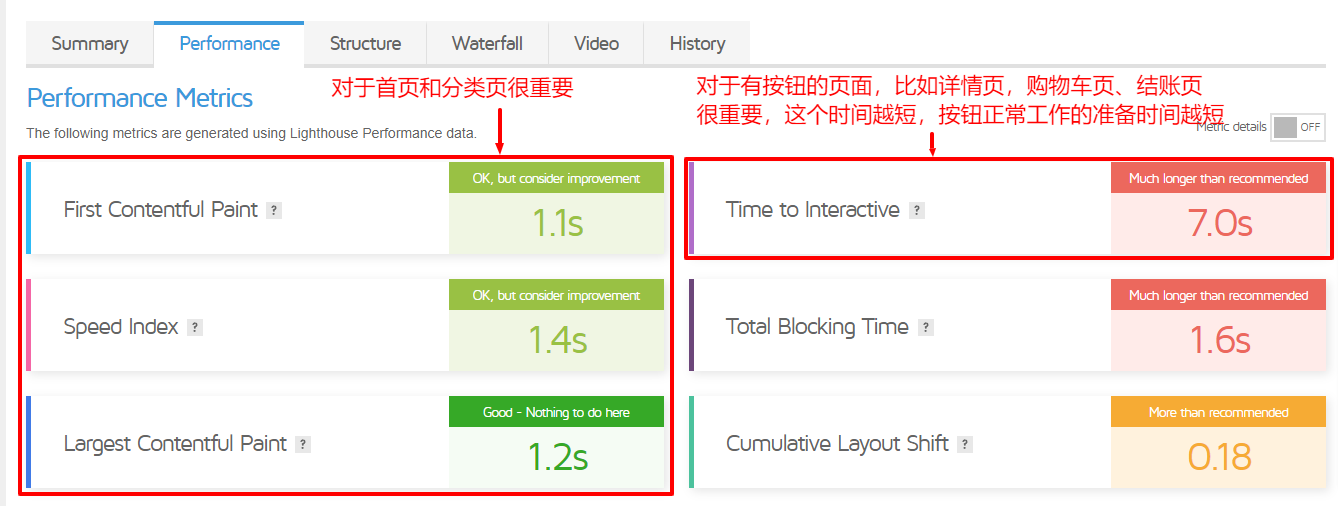 Summary Performance Structure Waterfall Video History
对于首页和分类页很重要
对于有按钮的页面，比如详情页，购物车页、结账页
很重要，这个时间越短，按钮正常工作的准备时间越短
Performance Metrics
The following metrics are generated using Lighthouse Performance data.
Metric details OFF
First Contentful Paint ?
OK, but consider improvement
1.1s
Time to Interactive ?
Much longer than recommended
7.0s
Speed Index ?
OK, but consider improvement
1.4s
Total Blocking Time ?
Much longer than recommended
1.6s
Largest Contentful Paint ?
Good - Nothing to do here
1.2s
Cumulative Layout Shift ?
More than recommended
0.18